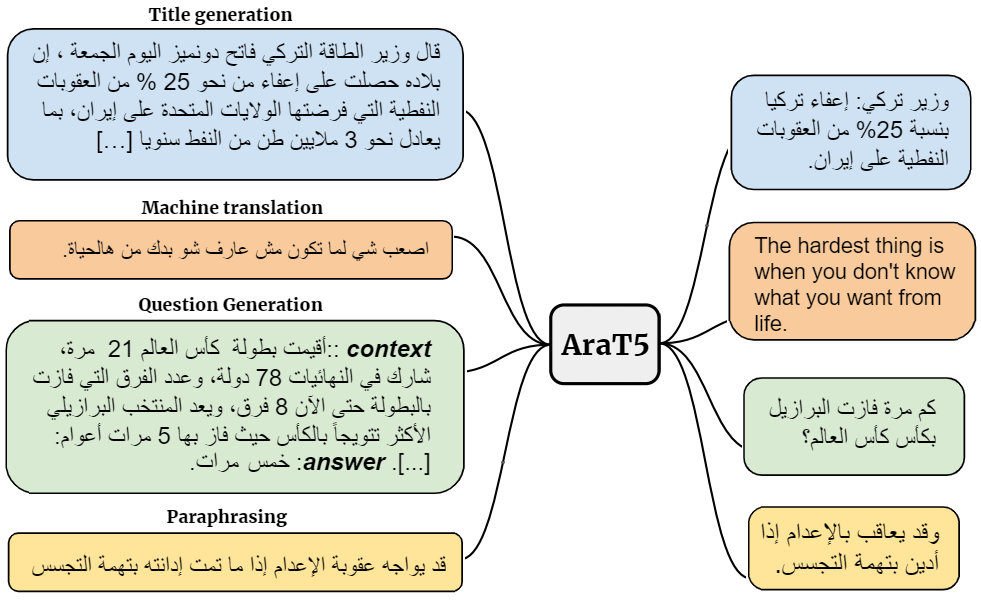 Title generation
قال وزير الطاقة التركي فاتح دونميز اليوم الجمعة ، إن
بلاده حصلت على إعفاء من نحو 25 % من العقوبات
النفطية التي فرضتها الولايات المتحدة على إيران، بما
يعادل نحو 3 ملايين طن من النفط سنويا [...]
Machine translation
اصعب شي لما تكون مش عارف شو بدك من هالحياة.
Question Generation
context ::أقيمت بطولة كأس العالم 21 مرة،
شارك في النهائيات 78 دولة، وعدد الفرق التي فازت
بالبطولة حتى الآن 8 فرق، ويعد المنتخب البرازيلي
الأكثر تتويجاً بالكأس حيث فاز بها 5 مرات أعوام:
[...]. answer: خمس مرات.
Paraphrasing
قد يواجه عقوبة الإعدام إذا ما تمت إدانته بتهمة التجسس
AraT5
وزير تركي: إعفاء تركيا
بنسبة 25% من العقوبات
النفطية على إيران.
The hardest thing is
when you don't know
what you want from
life.
كم مرة فازت البرازيل
بكأس كأس العالم؟
وقد يعاقب بالإعدام إذا
أدين بتهمة التجسس.